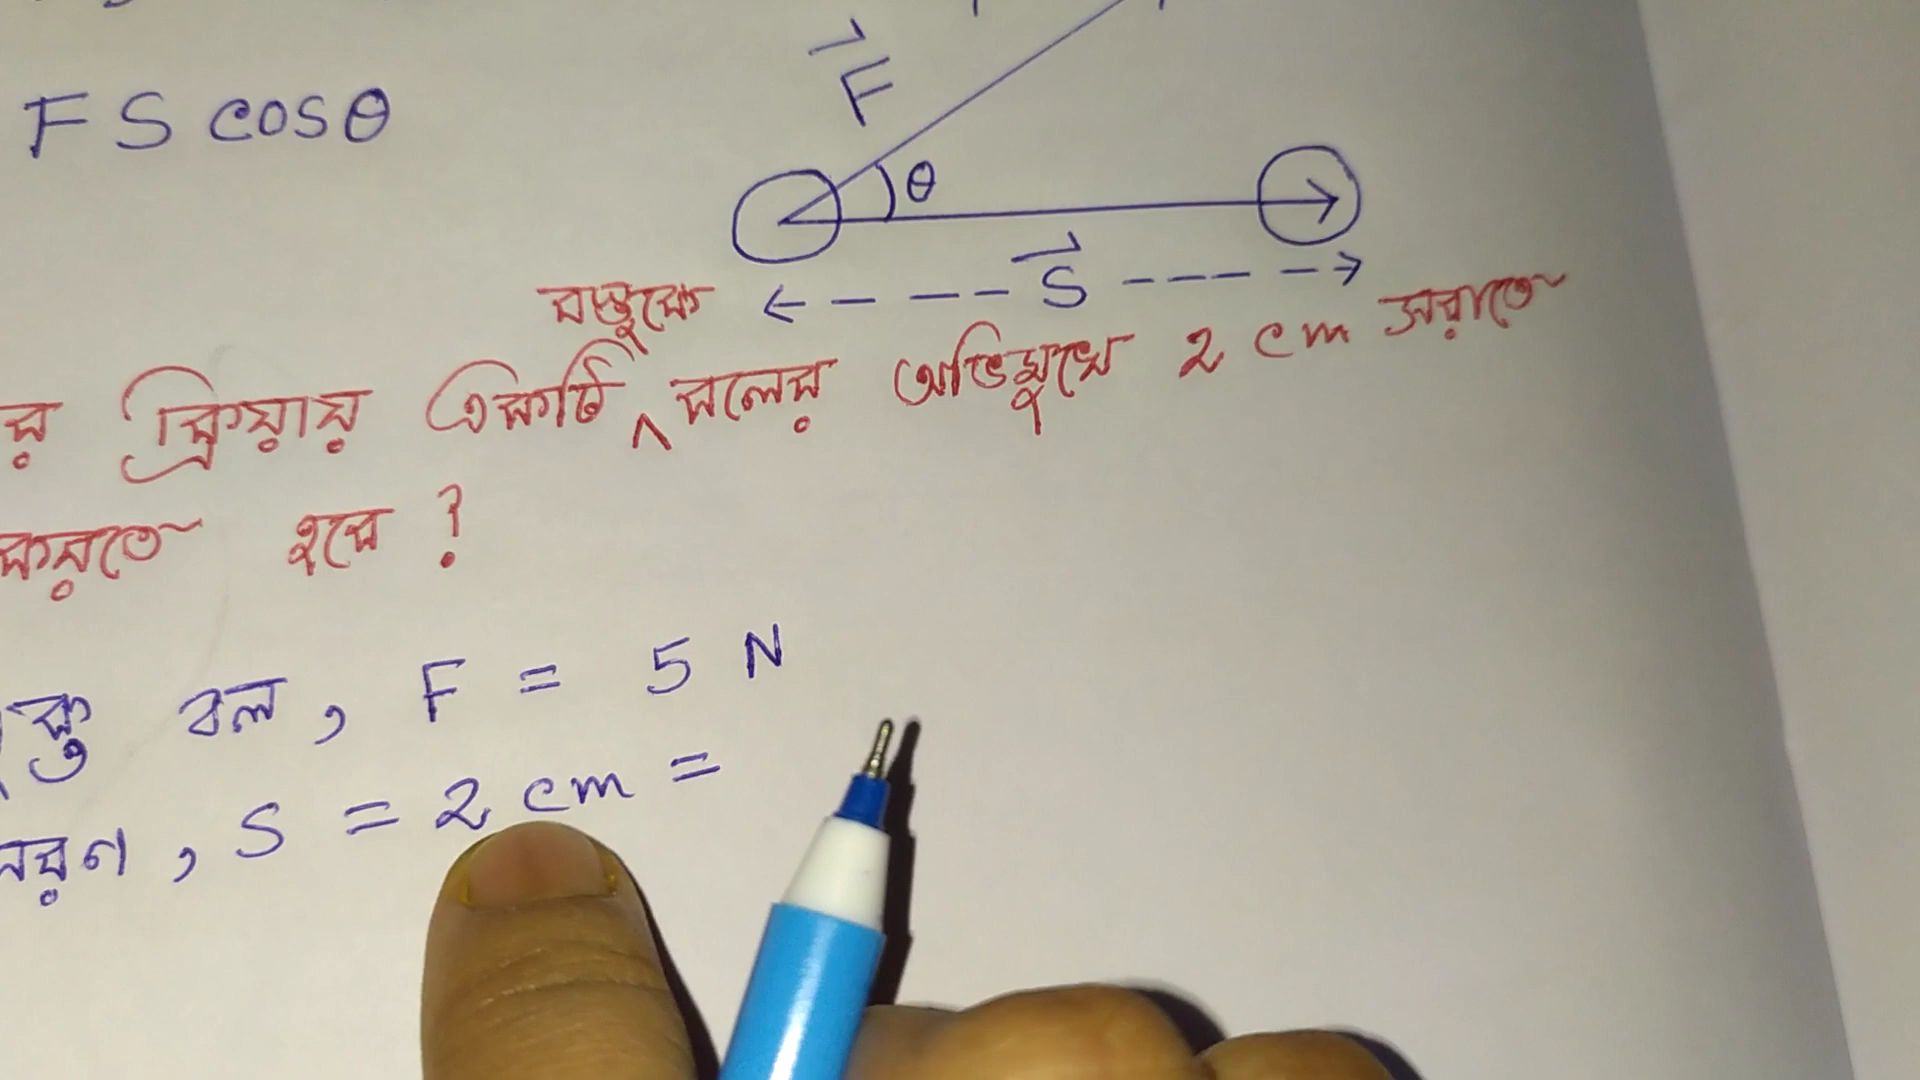 F S cosθ
F
θ
S
বস্তুকে
র ক্রিয়ায় একটি ^ বলের অভিমুখে 2 cm সরাতে
করতে হবে ?
বল , F = 5 N
, S = 2 cm =